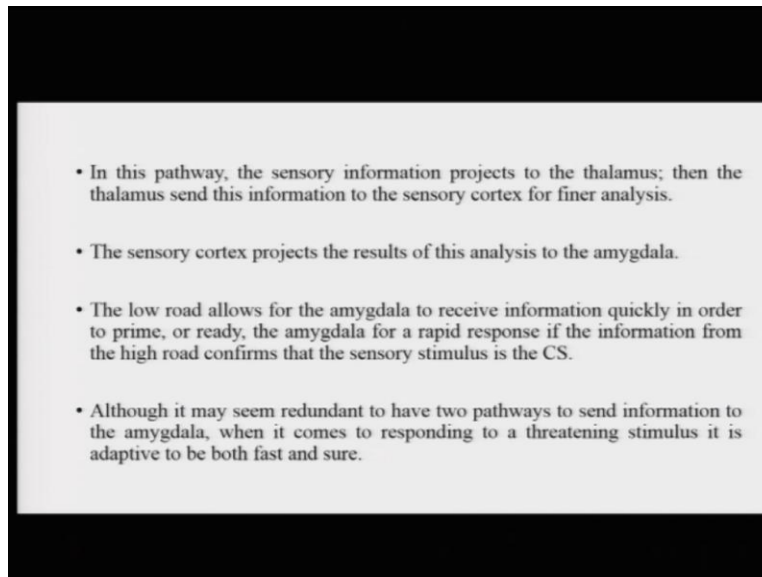 • In this pathway, the sensory information projects to the thalamus; then the
thalamus send this information to the sensory cortex for finer analysis.
• The sensory cortex projects the results of this analysis to the amygdala.
• The low road allows for the amygdala to receive information quickly in order
to prime, or ready, the amygdala for a rapid response if the information from
the high road confirms that the sensory stimulus is the CS.
• Although it may seem redundant to have two pathways to send information to
the amygdala, when it comes to responding to a threatening stimulus it is
adaptive to be both fast and sure.